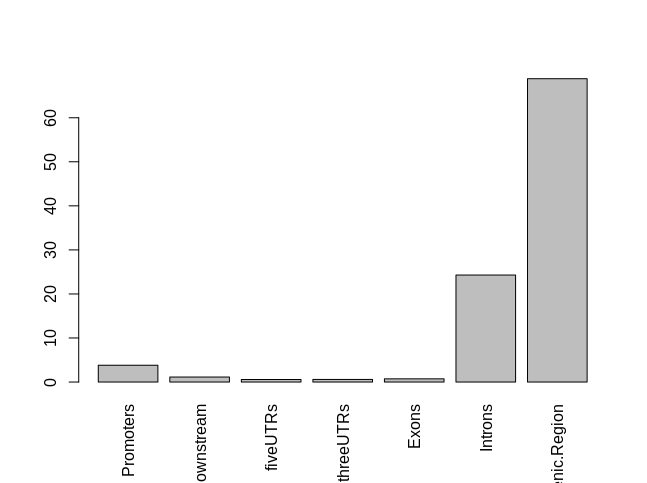 60
50
40
30
20
10
0
Promoters
ownstream
fiveUTRs
threeUTRs
Exons
Introns
enic.Region